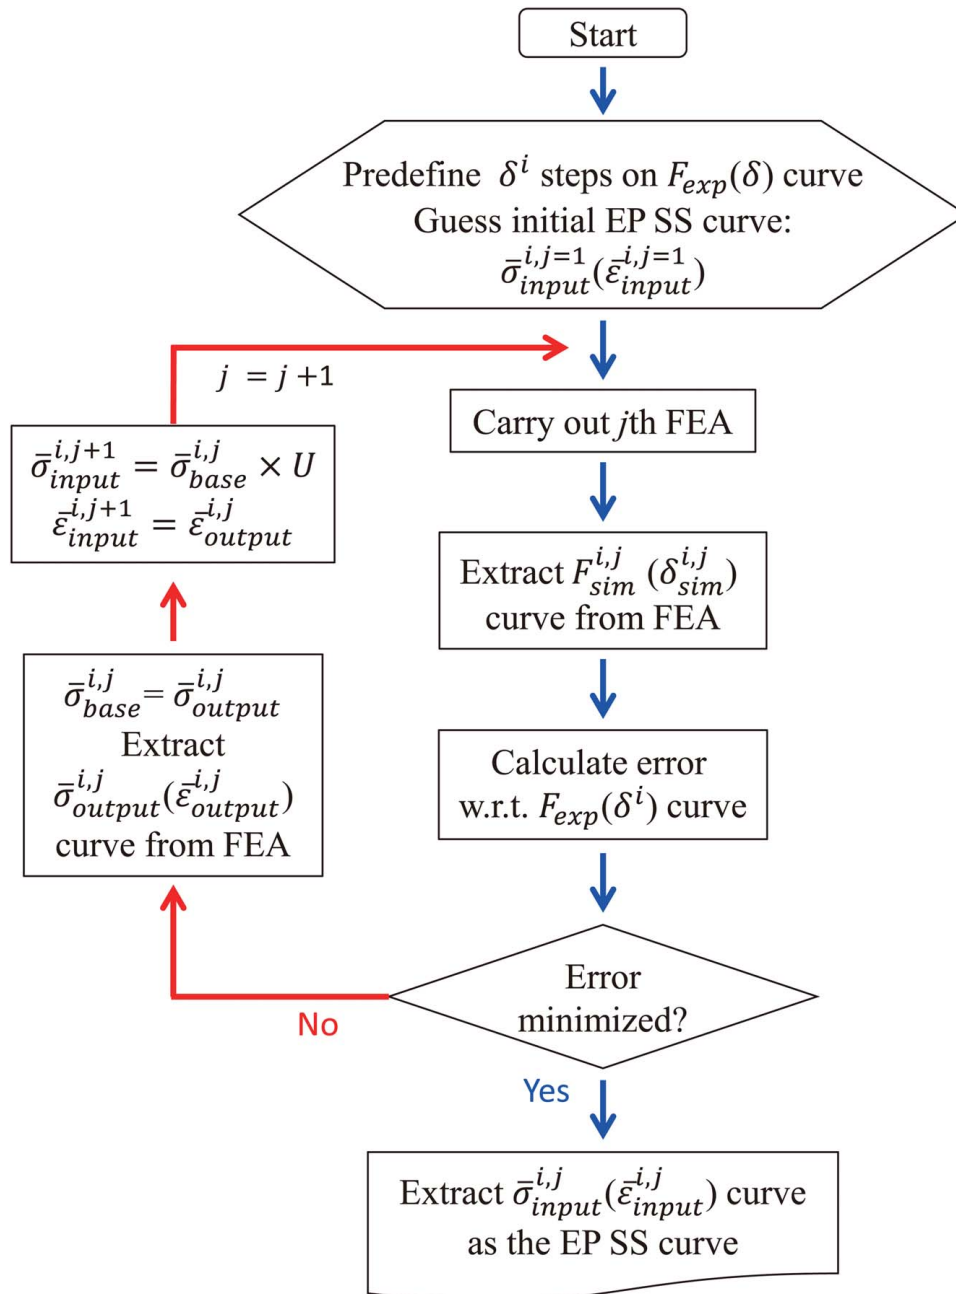 Start
Predefine δ^i steps on F_exp(δ) curve
Guess initial EP SS curve:
σ̄_input^{i,j=1}(ε̄_input^{i,j=1})
j = j+1
Carry out jth FEA
σ̄_input^{i,j+1} = σ̄_base^{i,j} × U
ε̄_input^{i,j+1} = ε̄_output^{i,j}
Extract F_sim^{i,j} (δ_sim^{i,j})
curve from FEA
σ̄_base^{i,j} = σ̄_output^{i,j}
Extract
σ̄_output^{i,j}(ε̄_output^{i,j})
curve from FEA
Calculate error
w.r.t. F_exp(δ^i) curve
Error
minimized?
No
Yes
Extract σ̄_input^{i,j}(ε̄_input^{i,j}) curve
as the EP SS curve